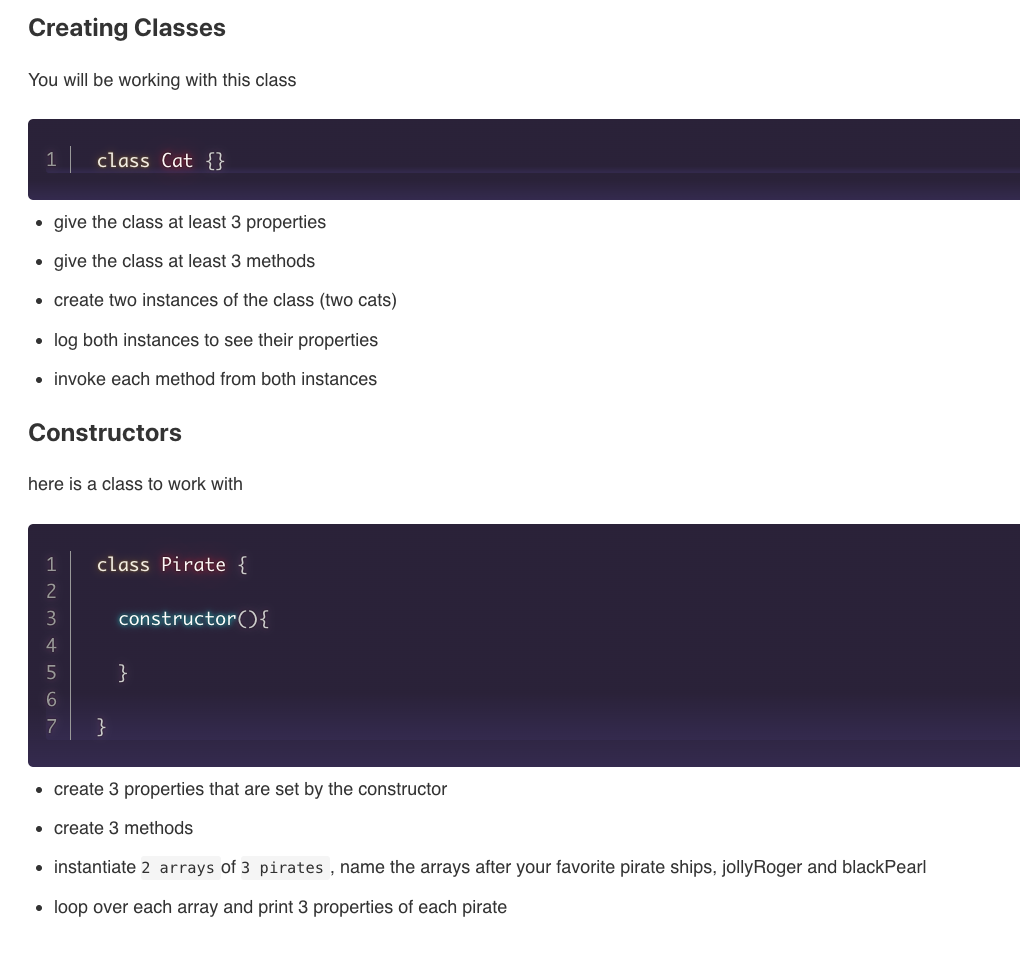 Creating Classes
You will be working with this class
1 class Cat {}
• give the class at least 3 properties
• give the class at least 3 methods
• create two instances of the class (two cats)
• log both instances to see their properties
• invoke each method from both instances
Constructors
here is a class to work with
1 class Pirate {
2
3 constructor(){
4
5 }
6
7 }
• create 3 properties that are set by the constructor
• create 3 methods
• instantiate 2 arrays of 3 pirates , name the arrays after your favorite pirate ships, jollyRoger and blackPearl
• loop over each array and print 3 properties of each pirate